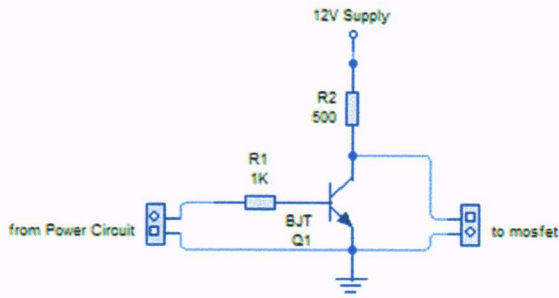 12V Supply
R2
500
R1
1K
from Power Circuit
BJT
Q1
to mosfet